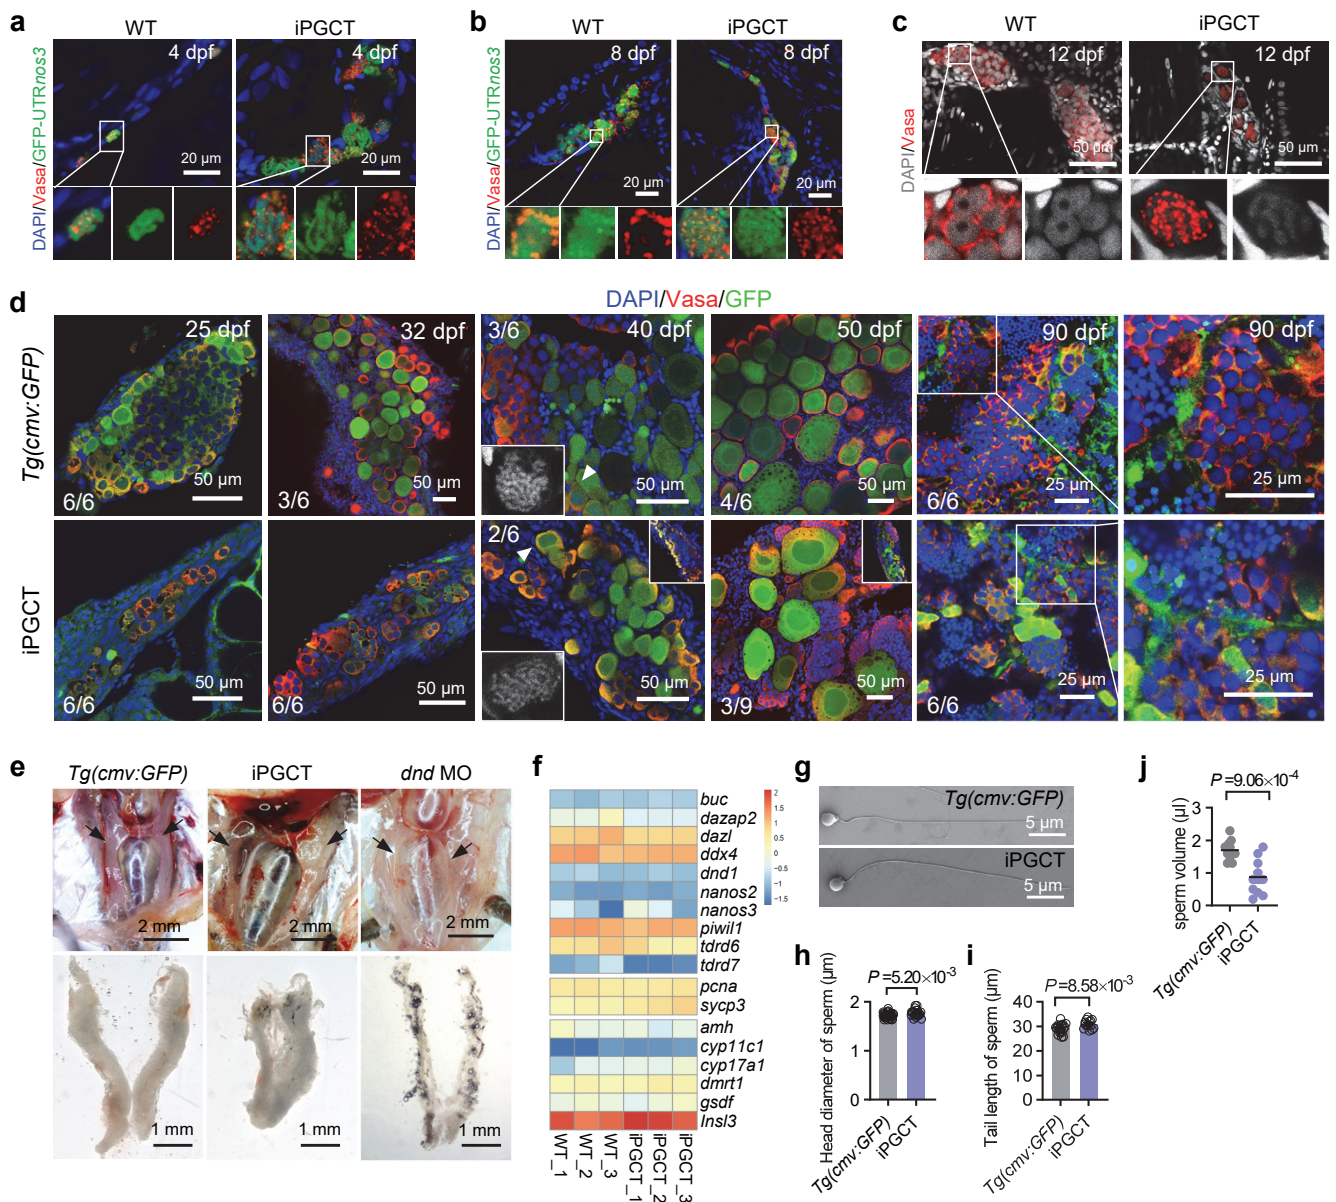 a
WT
iPGCT
DAPI/Vasa/GFP-UTRnos3
4 dpf
20 µm
4 dpf
20 µm
b
WT
iPGCT
DAPI/Vasa/GFP-UTRnos3
8 dpf
20 µm
8 dpf
20 µm
c
WT
iPGCT
DAPI/Vasa
12 dpf
50 µm
12 dpf
50 µm
d
DAPI/Vasa/GFP
Tg(cmv:GFP)
25 dpf
6/6
50 µm
32 dpf
3/6
50 µm
3/6
40 dpf
50 µm
50 dpf
4/6
50 µm
90 dpf
6/6
25 µm
90 dpf
25 µm
iPGCT
6/6
50 µm
6/6
50 µm
2/6
50 µm
3/9
50 µm
6/6
25 µm
25 µm
e
Tg(cmv:GFP)
iPGCT
dnd MO
2 mm
2 mm
2 mm
1 mm
1 mm
1 mm
f
buc
dazap2
dazl
ddx4
dnd1
nanos2
nanos3
piwil1
tdrd6
tdrd7
pcna
sycp3
amh
cyp11c1
cyp17a1
dmrt1
gsdf
Insl3
2
1.5
1
0.5
0
-0.5
-1
-1.5
WT_1
WT_2
WT_3
iPGCT_1
iPGCT_2
iPGCT_3
g
Tg(cmv:GFP)
5 µm
iPGCT
5 µm
h
Head diameter of sperm (µm)
P=5.20×10-3
2
1
0
Tg(cmv:GFP)
iPGCT
i
Tail length of sperm (µm)
P=8.58×10-3
40
30
20
10
0
Tg(cmv:GFP)
iPGCT
j
sperm volume (µl)
P=9.06×10-4
3
2
1
0
Tg(cmv:GFP)
iPGCT